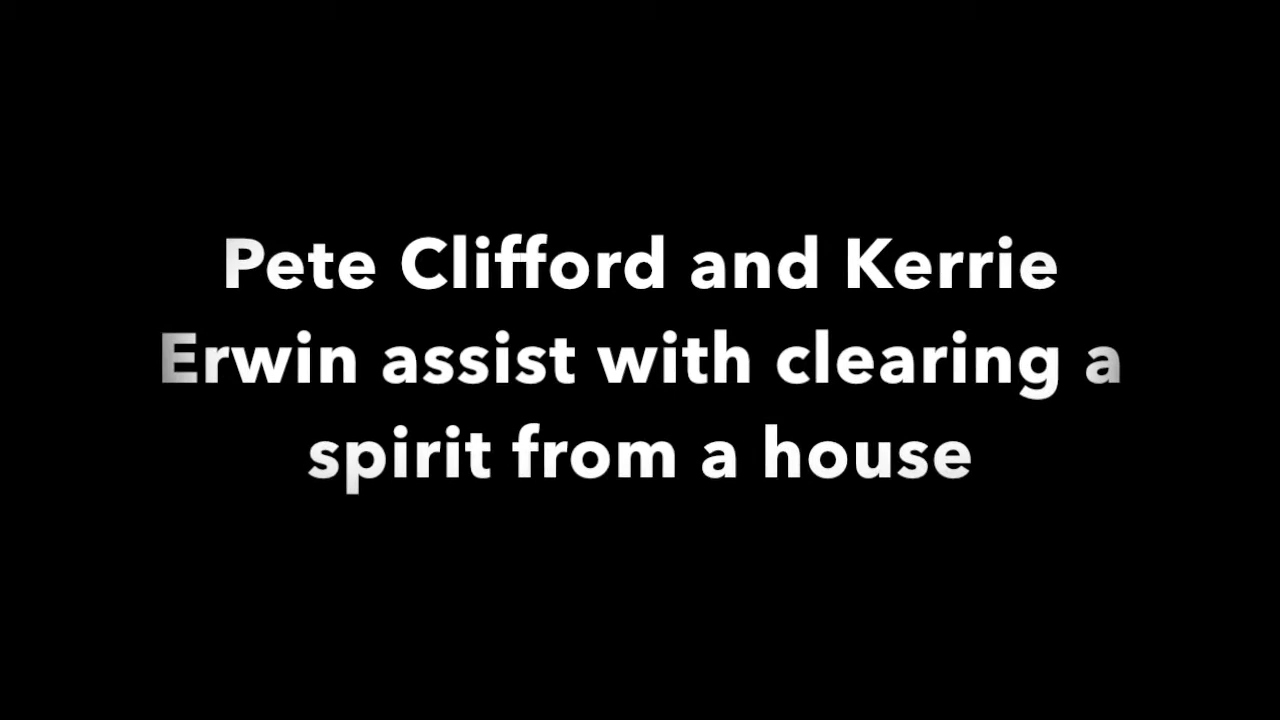 Pete Clifford and Kerrie
Erwin assist with clearing a
spirit from a house